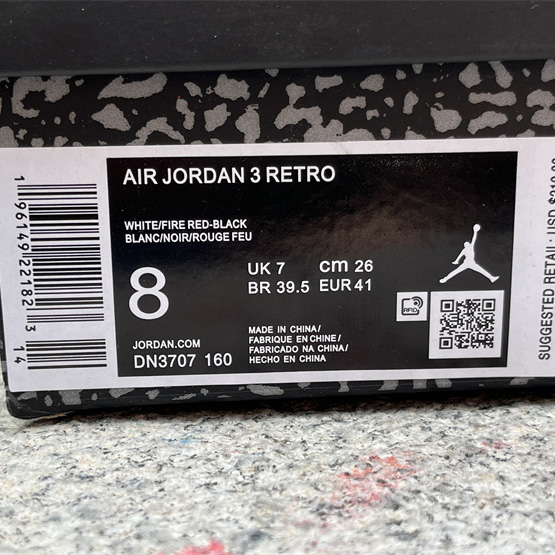 AIR JORDAN 3 RETRO
WHITE/FIRE RED-BLACK
BLANC/NOIR/ROUGE FEU
8
UK 7 cm 26
BR 39.5 EUR 41
JORDAN.COM
DN3707 160
MADE IN CHINA/
FABRIQUE EN CHINE/
FABRICADO NA CHINA/
HECHO EN CHINA
RFID
1 96149 22182 3
14
SUGGESTED RETAIL: USD